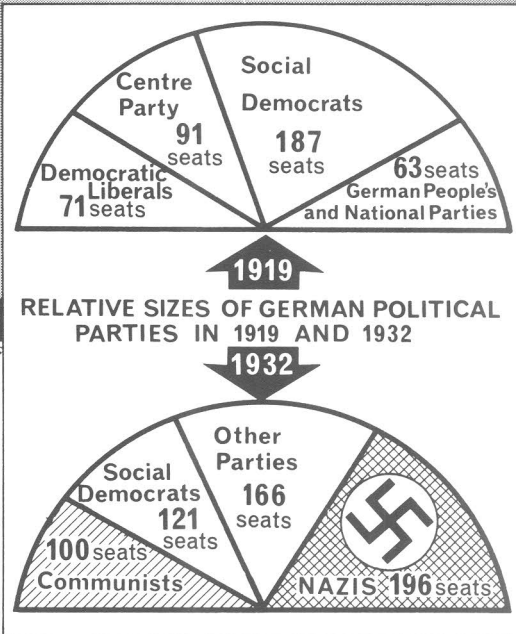 Centre
Party
91
seats
Social
Democrats
187
seats
Democratic
Liberals
71 seats
63 seats
German People's
and National Parties
1919
RELATIVE SIZES OF GERMAN POLITICAL
PARTIES IN 1919 AND 1932
1932
Other
Parties
166
seats
Social
Democrats
121
seats
100 seats
Communists
NAZIS 196 seats